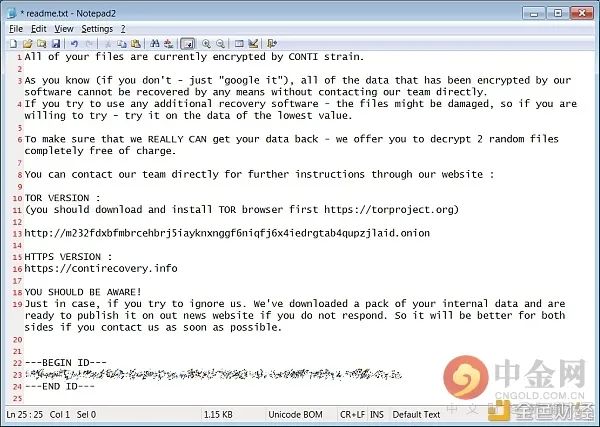 * readme.txt - Notepad2
File Edit View Settings ?
1 All of your files are currently encrypted by CONTI strain.
2
3 As you know (if you don't - just "google it"), all of the data that has been encrypted by our
software cannot be recovered by any means without contacting our team directly.
4 If you try to use any additional recovery software - the files might be damaged, so if you are
willing to try - try it on the data of the lowest value.
5
6 To make sure that we REALLY CAN get your data back - we offer you to decrypt 2 random files
completely free of charge.
7
8 You can contact our team directly for further instructions through our website :
9
10 TOR VERSION :
11 (you should download and install TOR browser first https://torproject.org)
12
13 http://m232fdxbfmbrcehbrj5iayknxnggf6niqfj6x4iedrgtab4qupzjlaid.onion
14
15 HTTPS VERSION :
16 https://contirecovery.info
17
18 YOU SHOULD BE AWARE!
19 Just in case, if you try to ignore us. We've downloaded a pack of your internal data and are
ready to publish it on out news website if you do not respond. So it will be better for both
sides if you contact us as soon as possible.
20
21
22 ---BEGIN ID---
23
24 ---END ID---
25
中金网
CNGOLD.COM.CN
金色财经
Ln 25 : 25 Col 1 Sel 0 1.15 KB Unicode BOM CR+LF INS Default Text